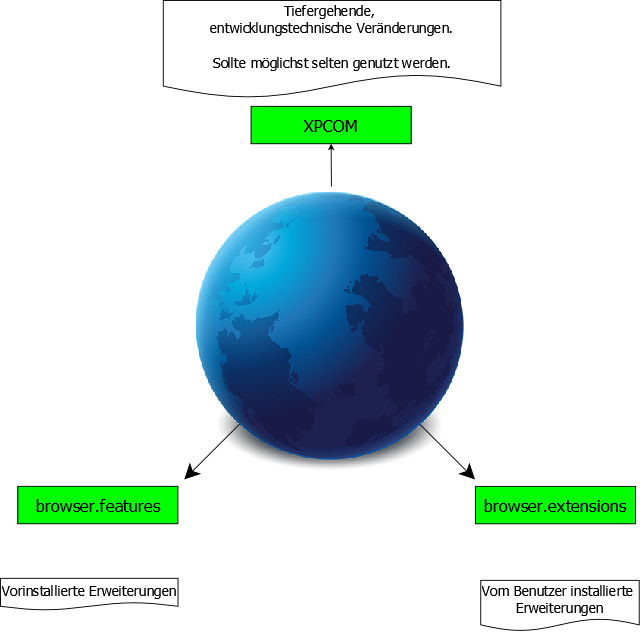 Tiefergehende,
entwicklungstechnische Veränderungen.
Sollte möglichst selten genutzt werden.
XPCOM
browser.features
browser.extensions
Vorinstallierte Erweiterungen
Vom Benutzer installierte
Erweiterungen